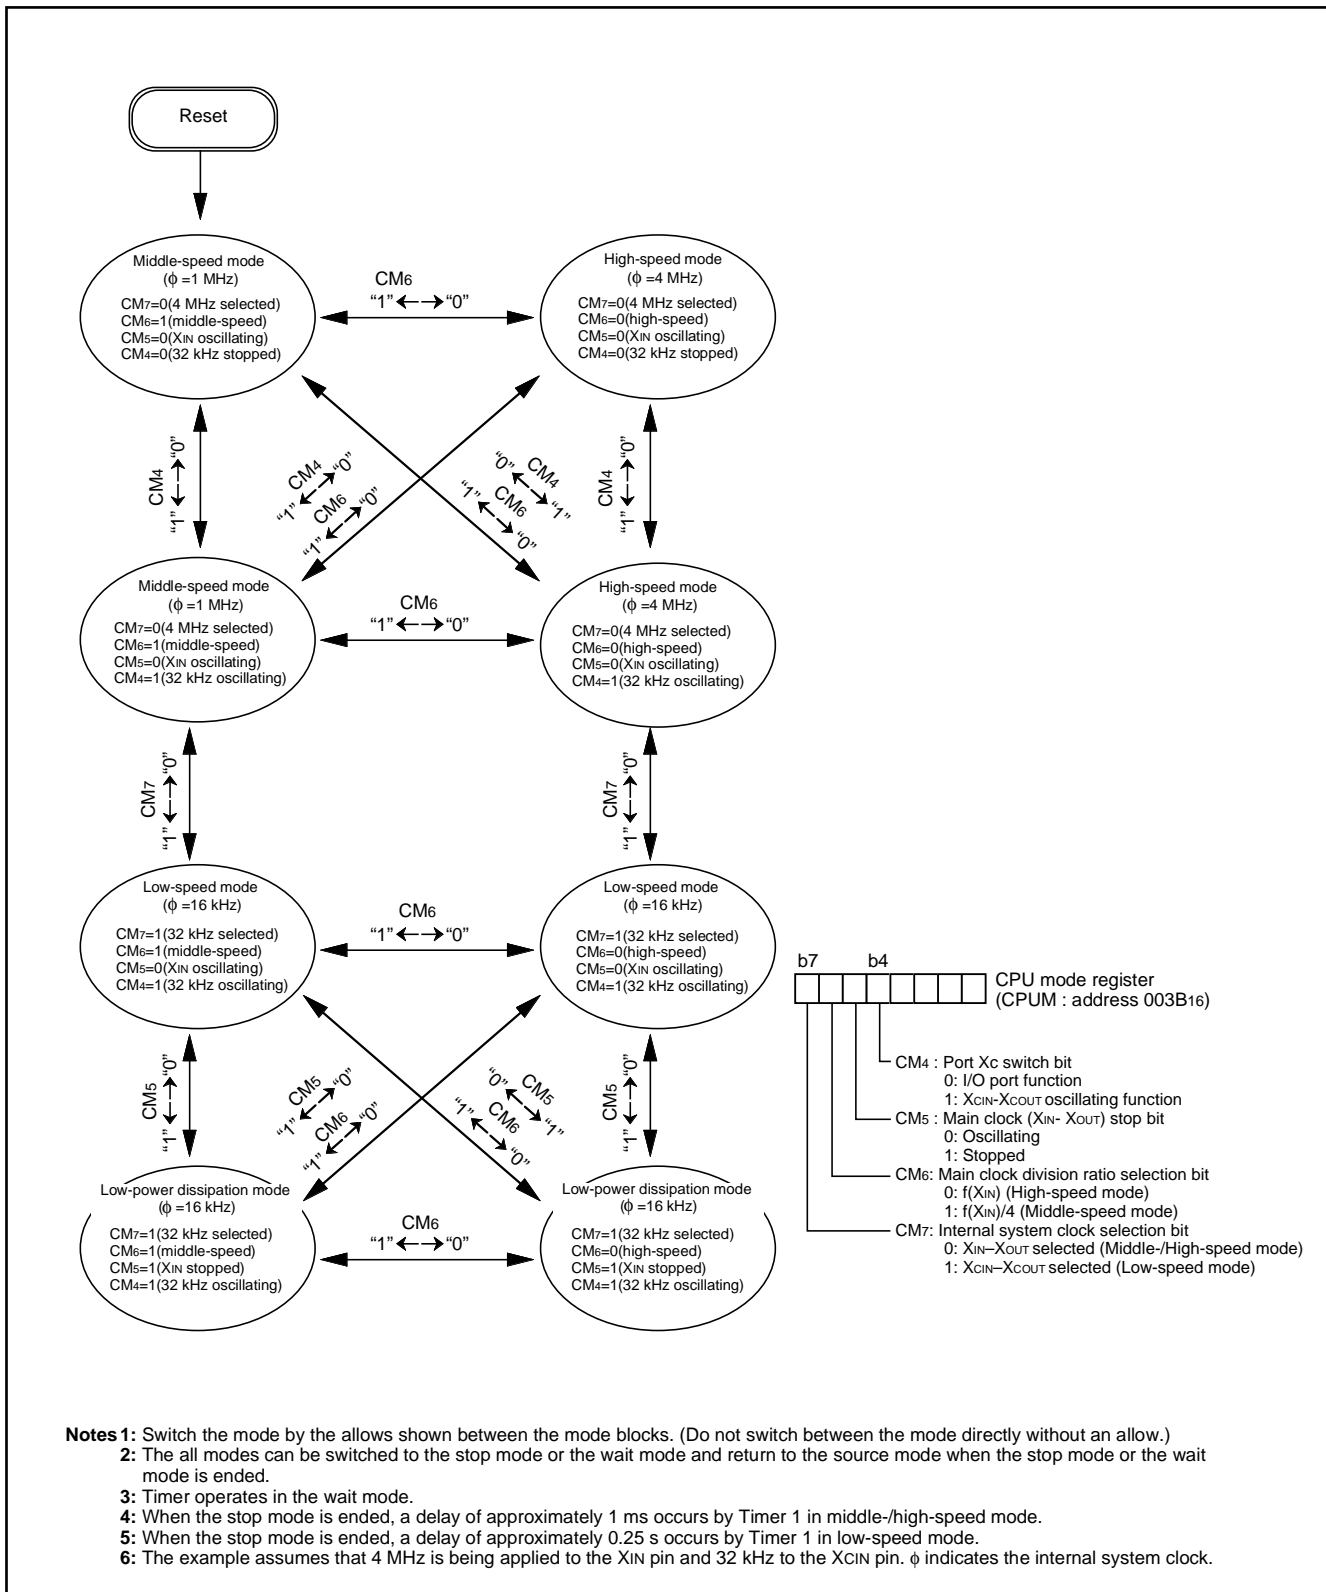 Reset
Middle-speed mode
(ϕ =1 MHz)
CM7=0(4 MHz selected)
CM6=1(middle-speed)
CM5=0(XIN oscillating)
CM4=0(32 kHz stopped)
CM6
“1” ←→ “0”
High-speed mode
(ϕ =4 MHz)
CM7=0(4 MHz selected)
CM6=0(high-speed)
CM5=0(XIN oscillating)
CM4=0(32 kHz stopped)
CM4
“1” ←→ “0”
CM4
“1” ←→ “0”
CM6
“1” ←→ “0”
CM4
“0” ←→ “1”
CM6
“1” ←→ “0”
CM4
“1” ←→ “0”
Middle-speed mode
(ϕ =1 MHz)
CM7=0(4 MHz selected)
CM6=1(middle-speed)
CM5=0(XIN oscillating)
CM4=1(32 kHz oscillating)
CM6
“1” ←→ “0”
High-speed mode
(ϕ =4 MHz)
CM7=0(4 MHz selected)
CM6=0(high-speed)
CM5=0(XIN oscillating)
CM4=1(32 kHz oscillating)
CM7
“1” ←→ “0”
CM7
“1” ←→ “0”
Low-speed mode
(ϕ =16 kHz)
CM7=1(32 kHz selected)
CM6=1(middle-speed)
CM5=0(XIN oscillating)
CM4=1(32 kHz oscillating)
CM6
“1” ←→ “0”
Low-speed mode
(ϕ =16 kHz)
CM7=1(32 kHz selected)
CM6=0(high-speed)
CM5=0(XIN oscillating)
CM4=1(32 kHz oscillating)
CM5
“1” ←→ “0”
CM5
“1” ←→ “0”
CM6
“1” ←→ “0”
CM5
“0” ←→ “1”
CM6
“1” ←→ “0”
CM5
“1” ←→ “0”
Low-power dissipation mode
(ϕ =16 kHz)
CM7=1(32 kHz selected)
CM6=1(middle-speed)
CM5=1(XIN stopped)
CM4=1(32 kHz oscillating)
CM6
“1” ←→ “0”
Low-power dissipation mode
(ϕ =16 kHz)
CM7=1(32 kHz selected)
CM6=0(high-speed)
CM5=1(XIN stopped)
CM4=1(32 kHz oscillating)
b7 b4
CPU mode register
(CPUM : address 003B16)
CM4 : Port Xc switch bit
0: I/O port function
1: XCIN-XCOUT oscillating function
CM5 : Main clock (XIN- XOUT) stop bit
0: Oscillating
1: Stopped
CM6: Main clock division ratio selection bit
0: f(XIN) (High-speed mode)
1: f(XIN)/4 (Middle-speed mode)
CM7: Internal system clock selection bit
0: XIN–XOUT selected (Middle-/High-speed mode)
1: XCIN–XCOUT selected (Low-speed mode)
Notes 1: Switch the mode by the allows shown between the mode blocks. (Do not switch between the mode directly without an allow.)
2: The all modes can be switched to the stop mode or the wait mode and return to the source mode when the stop mode or the wait
mode is ended.
3: Timer operates in the wait mode.
4: When the stop mode is ended, a delay of approximately 1 ms occurs by Timer 1 in middle-/high-speed mode.
5: When the stop mode is ended, a delay of approximately 0.25 s occurs by Timer 1 in low-speed mode.
6: The example assumes that 4 MHz is being applied to the XIN pin and 32 kHz to the XCIN pin. ϕ indicates the internal system clock.